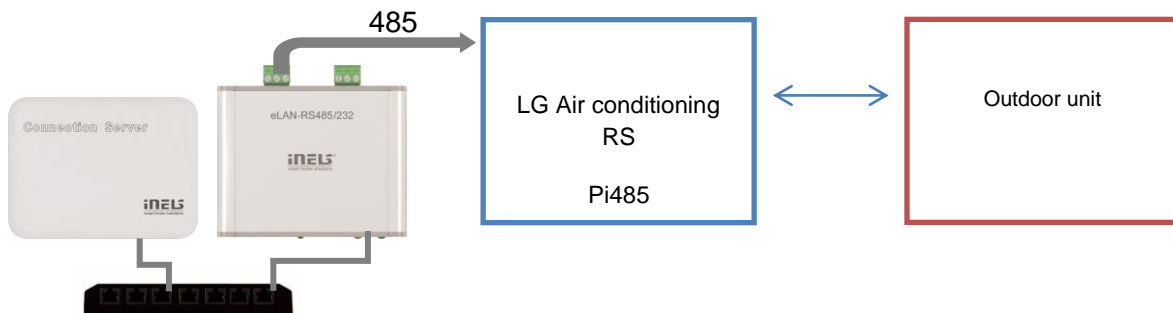 485
Connection Server
iNELS
eLAN-RS485/232
iNELS
LG Air conditioning
RS
Pi485
Outdoor unit